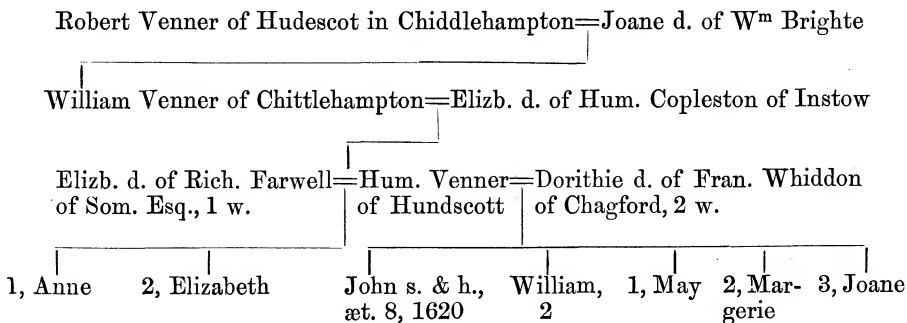 Robert Venner of Hudescot in Chiddlehampton=Joane d. of Wᵐ Brighte
William Venner of Chittlehampton=Elizb. d. of Hum. Copleston of Instow
Elizb. d. of Rich. Farwell=Hum. Venner=Dorithie d. of Fran. Whiddon
of Som. Esq., 1 w. of Hundscott of Chagford, 2 w.
1, Anne 2, Elizabeth John s. & h., William, 1, May 2, Mar- 3, Joane
æt. 8, 1620 2 gerie